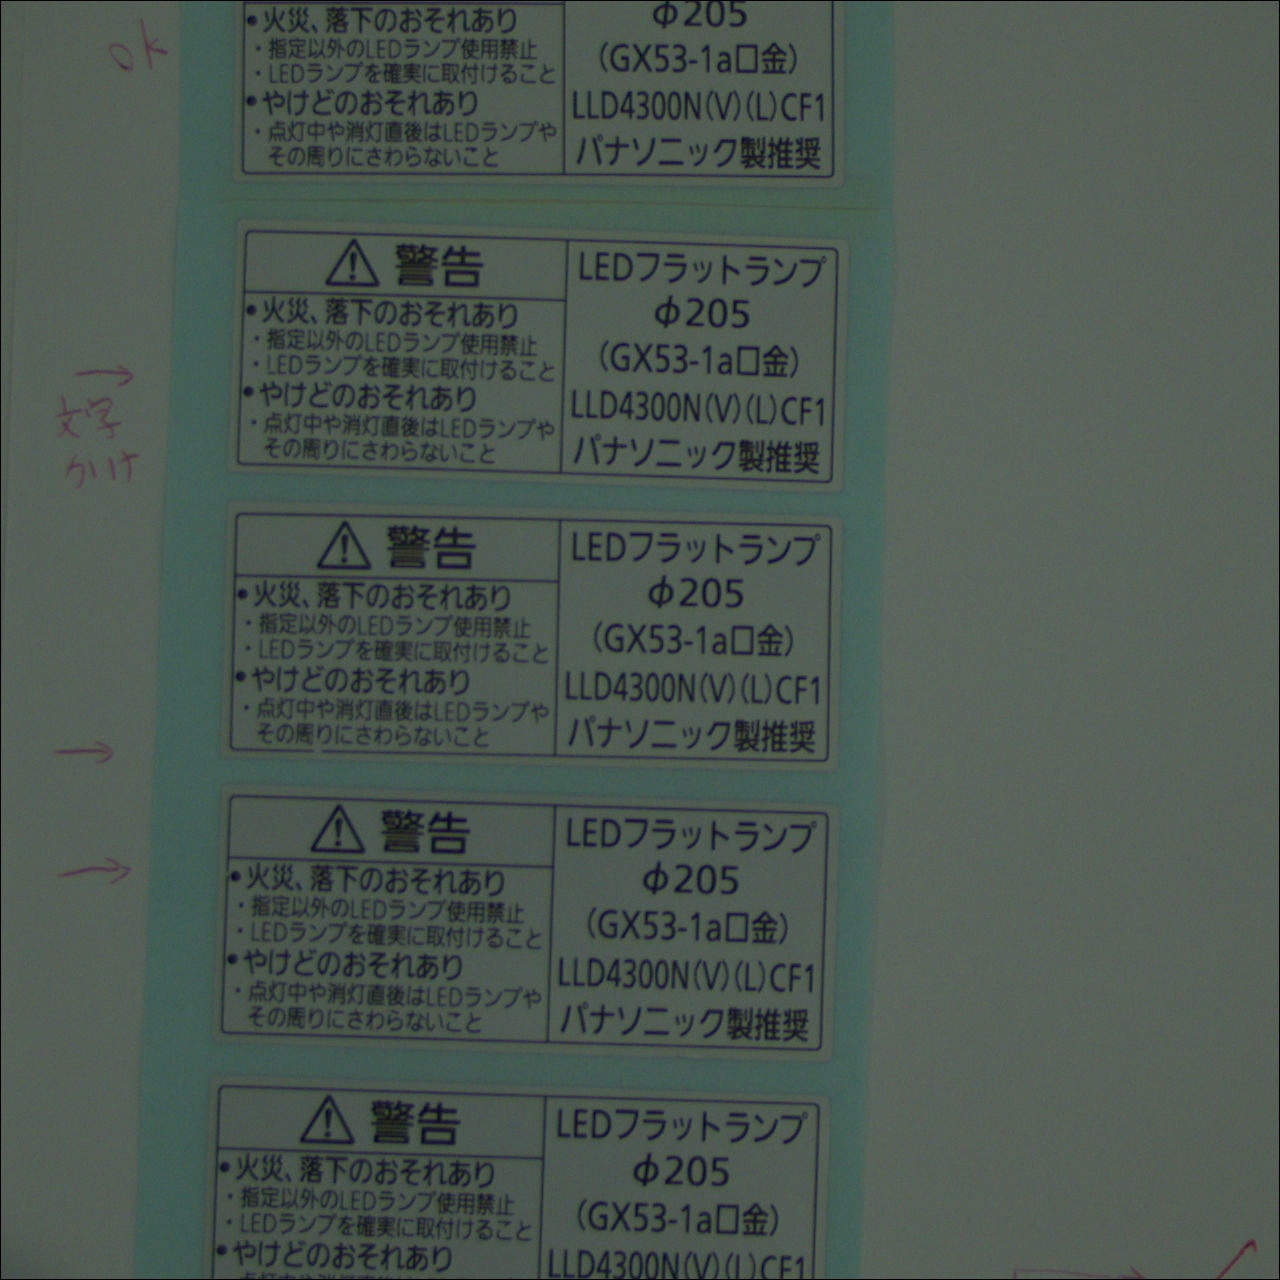 ok
●火災、落下のおそれあり
・指定以外のLEDランプ使用禁止
・LEDランプを確実に取付けること
●やけどのおそれあり
・点灯中や消灯直後はLEDランプや
その周りにさわらないこと
φ205
(GX53-1a口金)
LLD4300N(V)(L)CF1
パナソニック製推奨
→
文字
カイケ
⚠ 警告
●火災、落下のおそれあり
・指定以外のLEDランプ使用禁止
・LEDランプを確実に取付けること
●やけどのおそれあり
・点灯中や消灯直後はLEDランプや
その周りにさわらないこと
LEDフラットランプ
φ205
(GX53-1a口金)
LLD4300N(V)(L)CF1
パナソニック製推奨
⚠ 警告
●火災、落下のおそれあり
・指定以外のLEDランプ使用禁止
・LEDランプを確実に取付けること
●やけどのおそれあり
・点灯中や消灯直後はLEDランプや
その周りにさわらないこと
LEDフラットランプ
φ205
(GX53-1a口金)
LLD4300N(V)(L)CF1
パナソニック製推奨
→
→
⚠ 警告
●火災、落下のおそれあり
・指定以外のLEDランプ使用禁止
・LEDランプを確実に取付けること
●やけどのおそれあり
・点灯中や消灯直後はLEDランプや
その周りにさわらないこと
LEDフラットランプ
φ205
(GX53-1a口金)
LLD4300N(V)(L)CF1
パナソニック製推奨
⚠ 警告
●火災、落下のおそれあり
・指定以外のLEDランプ使用禁止
・LEDランプを確実に取付けること
●やけどのおそれあり
・点灯中や消灯直後はLEDランプや
LEDフラットランプ
φ205
(GX53-1a口金)
LLD4300N(V)(L)CF1